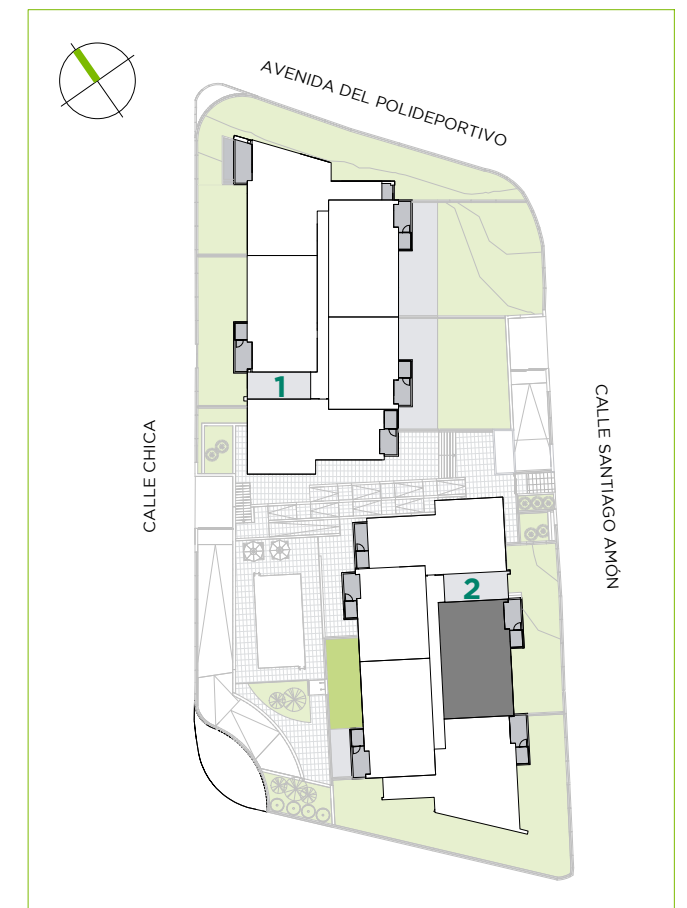 AVENIDA DEL POLIDEPORTIVO
1
CALLE CHICA
CALLE SANTIAGO AMÓN
2